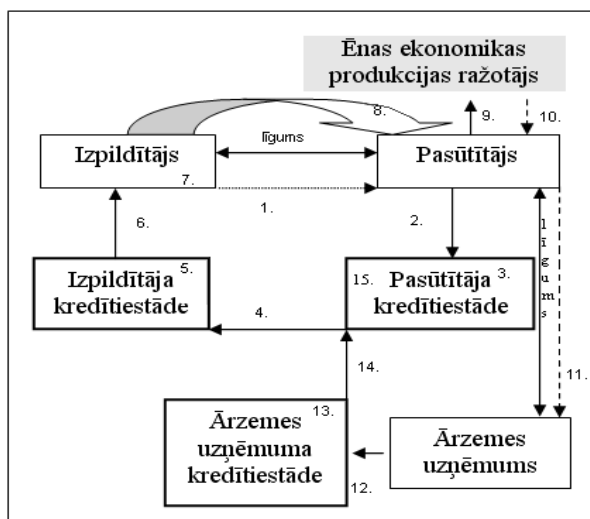 Ēnas ekonomikas
produkcijas ražotājs
8.
9.
10.
Izpildītājs
līgums
Pasūtītājs
7.
1.
2.
6.
līgums
Izpildītāja
kredītiestāde
5.
15.
Pasūtītāja
kredītiestāde
3.
4.
14.
11.
Ārzemes
uzņēmuma
kredītiestāde
13.
12.
Ārzemes
uzņēmums